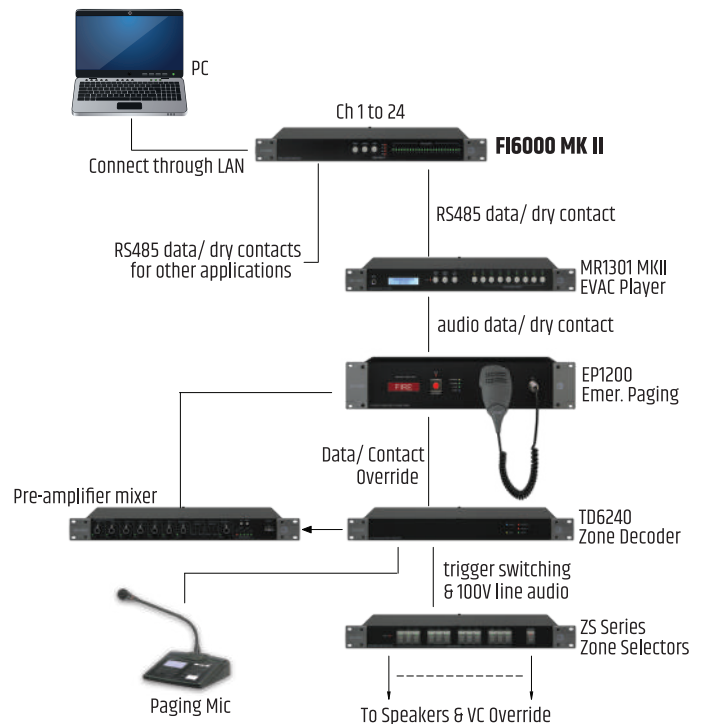 PC
Ch 1 to 24
FI6000 MK II
Connect through LAN
RS485 data/ dry contact
RS485 data/ dry contacts
for other applications
MR1301 MKII
EVAC Player
audio data/ dry contact
FIRE
EP1200
Emer. Paging
Data/ Contact
Override
Pre-amplifier mixer
TD6240
Zone Decoder
trigger switching
& 100V line audio
ZS Series
Zone Selectors
Paging Mic
To Speakers & VC Override